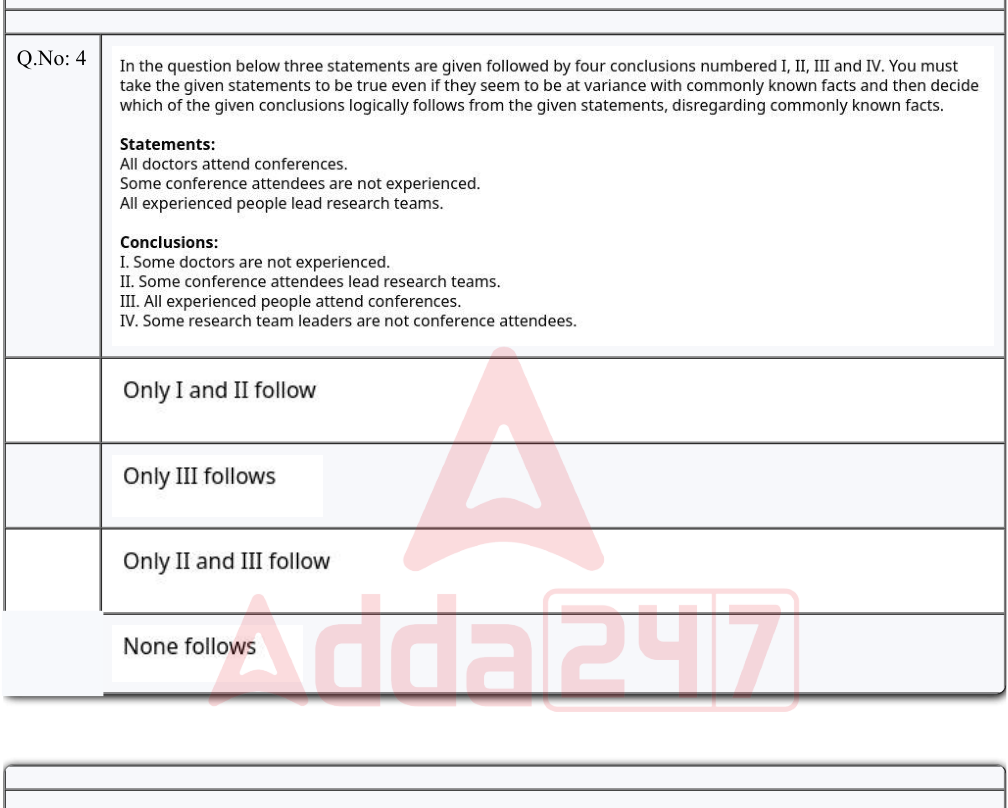 Q.No: 4
In the question below three statements are given followed by four conclusions numbered I, II, III and IV. You must
take the given statements to be true even if they seem to be at variance with commonly known facts and then decide
which of the given conclusions logically follows from the given statements, disregarding commonly known facts.
Statements:
All doctors attend conferences.
Some conference attendees are not experienced.
All experienced people lead research teams.
Conclusions:
I. Some doctors are not experienced.
II. Some conference attendees lead research teams.
III. All experienced people attend conferences.
IV. Some research team leaders are not conference attendees.
Only I and II follow
Only III follows
Only II and III follow
None follows
Adda247